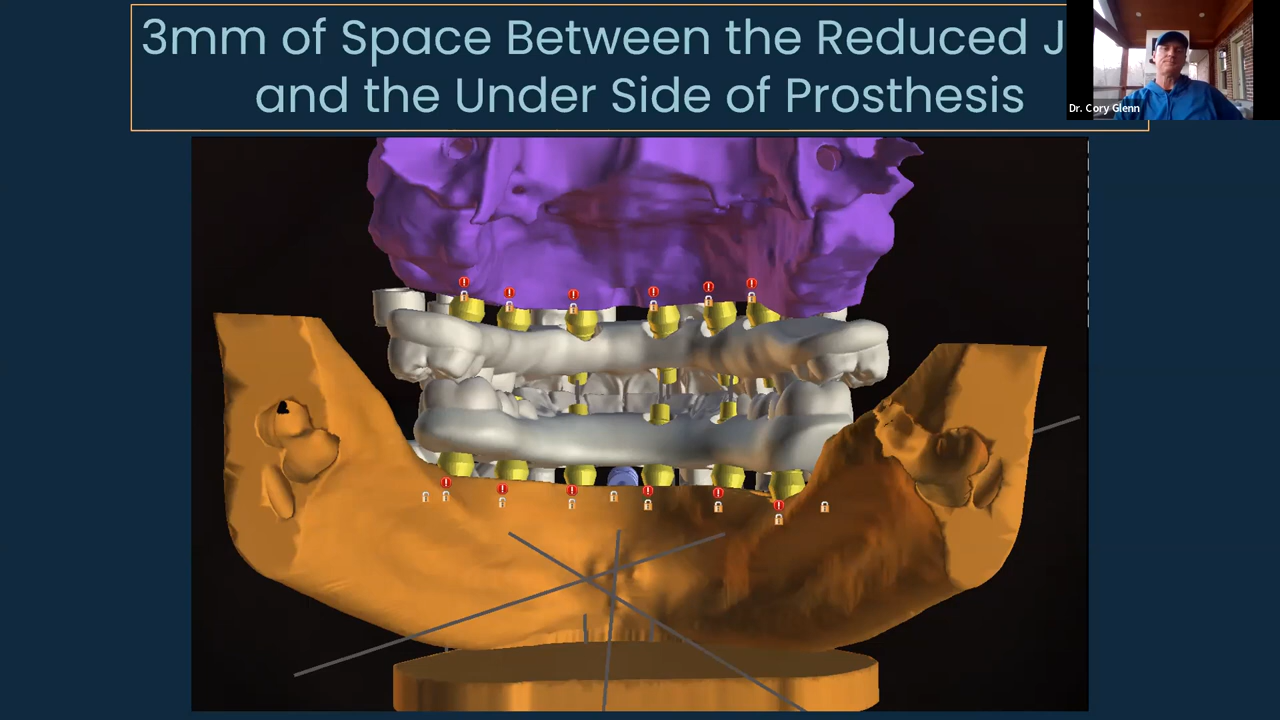 3mm of Space Between the Reduced J
and the Under Side of Prosthesis
Dr. Cory Glenn